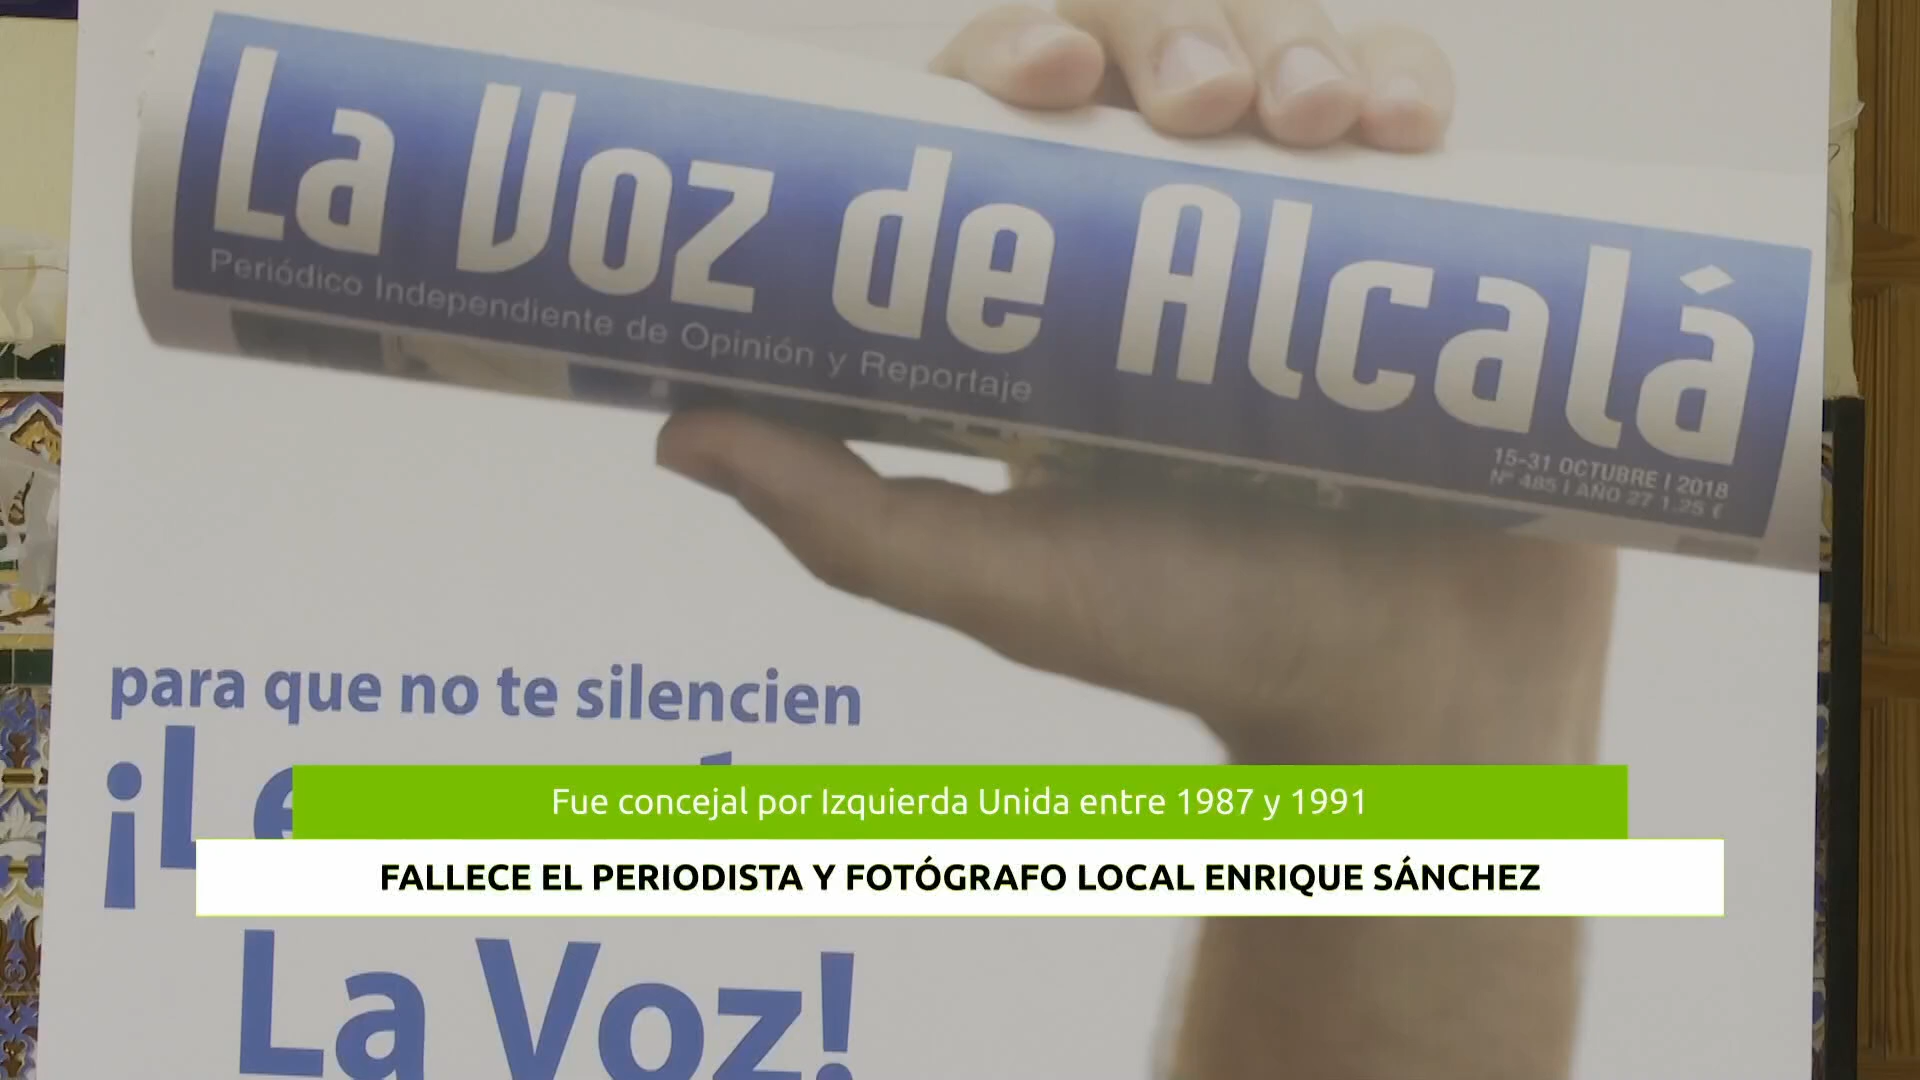 La Voz de Alcalá
Periódico Independiente de Opinión y Reportaje
15-31 OCTUBRE | 2018
Nº 485 | AÑO 27 1.25 €
para que no te silencien
Fue concejal por Izquierda Unida entre 1987 y 1991
FALLECE EL PERIODISTA Y FOTÓGRAFO LOCAL ENRIQUE SÁNCHEZ
La Voz!